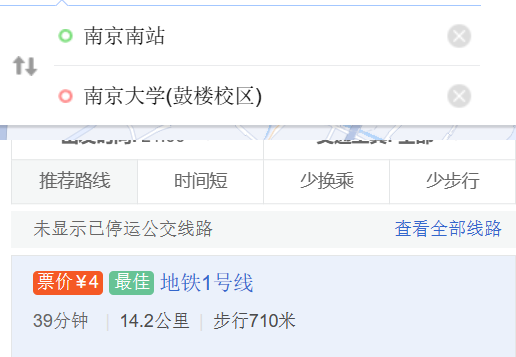 南京南站
南京大学(鼓楼校区)
推荐路线 时间短 少换乘 少步行
未显示已停运公交线路 查看全部线路
票价¥4 最佳 地铁1号线
39分钟 | 14.2公里 | 步行710米